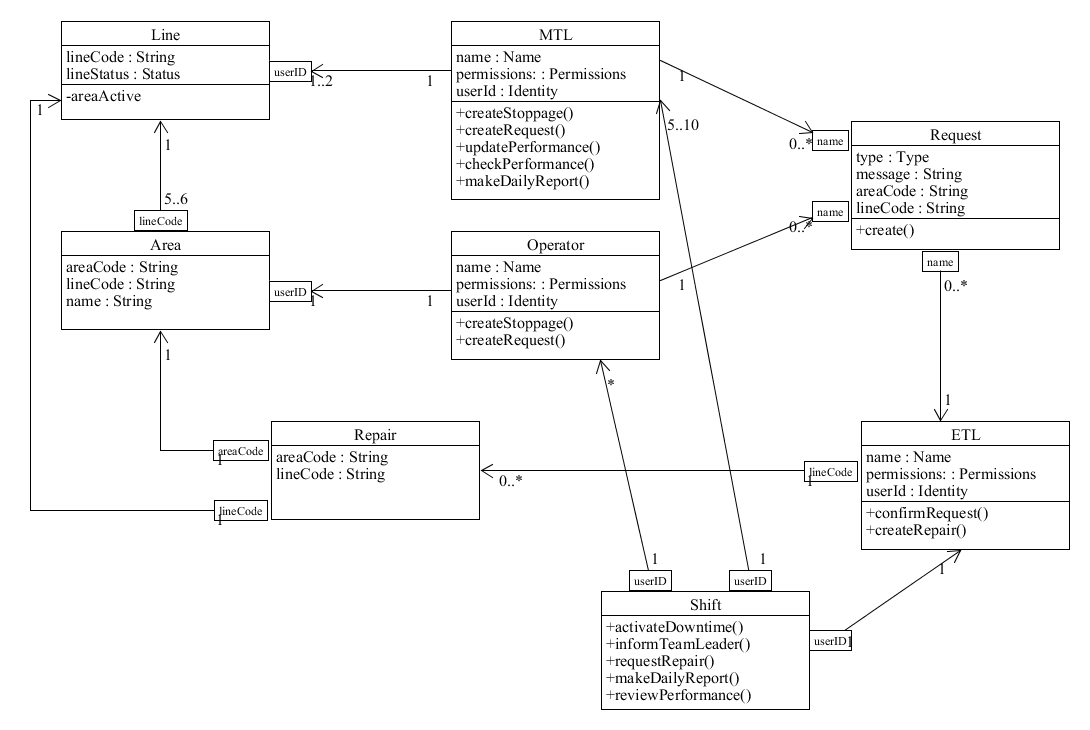 Line
lineCode : String
lineStatus : Status
-areaActive
userID
1..2
1
1
1
5..6
lineCode
MTL
name : Name
permissions: : Permissions
userId : Identity
+createStoppage()
+createRequest()
+updatePerformance()
+checkPerformance()
+makeDailyReport()
1
5..10
0..*
name
Request
type : Type
message : String
areaCode : String
lineCode : String
+create()
name
0..*
name
0..*
1
Area
areaCode : String
lineCode : String
name : String
userID
1
1
1
Operator
name : Name
permissions: : Permissions
userId : Identity
+createStoppage()
+createRequest()
1
*
Repair
areaCode : String
lineCode : String
areaCode
1
lineCode
1
0..*
lineCode
1
ETL
name : Name
permissions: : Permissions
userId : Identity
+confirmRequest()
+createRepair()
1
1
1
userID
userID
Shift
+activateDowntime()
+informTeamLeader()
+requestRepair()
+makeDailyReport()
+reviewPerformance()
userID
1